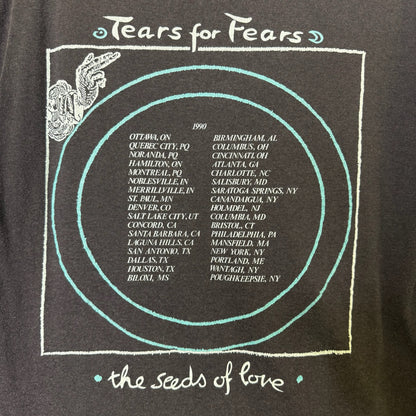 Tears for Fears
1990
OTTAWA, ON
QUEBEC CITY, PQ
NORANDA, PQ
HAMILTON, ON
MONTREAL, PQ
NOBLESVILLE, IN
MERRILLVILLE, IN
ST. PAUL, MN
DENVER, CO
SALT LAKE CITY, UT
CONCORD, CA
SANTA BARBARA, CA
LAGUNA HILLS, CA
SAN ANTONIO, TX
DALLAS, TX
HOUSTON, TX
BILOXI, MS
BIRMINGHAM, AL
COLUMBUS, OH
CINCINNATI, OH
ATLANTA, GA
CHARLOTTE, NC
SALISBURY, MD
SARATOGA SPRINGS, NY
CANANDAIGUA, NY
HOLMDEL, NJ
COLUMBIA, MD
BRISTOL, CT
PHILADELPHIA, PA
MANSFIELD, MA
NEW YORK, NY
PORTLAND, ME
WANTAGH, NY
POUGHKEEPSIE, NY
• the seeds of love •